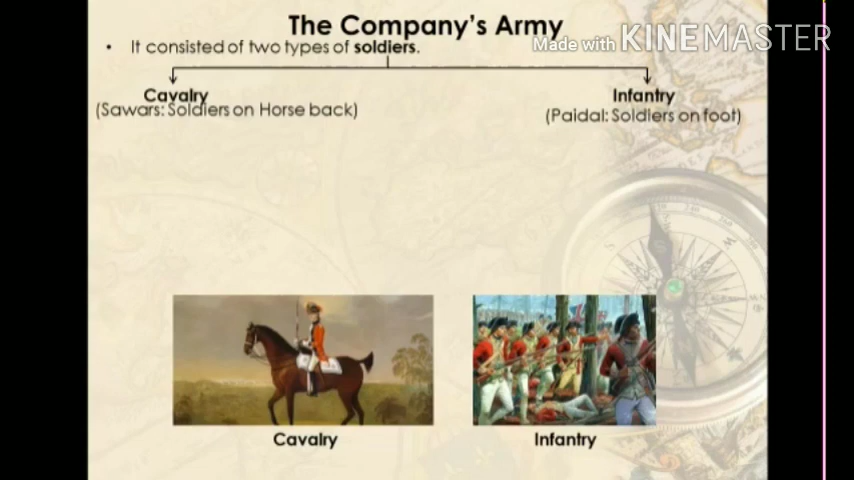 The Company's Army
• It consisted of two types of soldiers.
Made with KINEMASTER
Cavalry
(Sawars: Soldiers on Horse back)
Infantry
(Paidal: Soldiers on foot)
Cavalry
Infantry